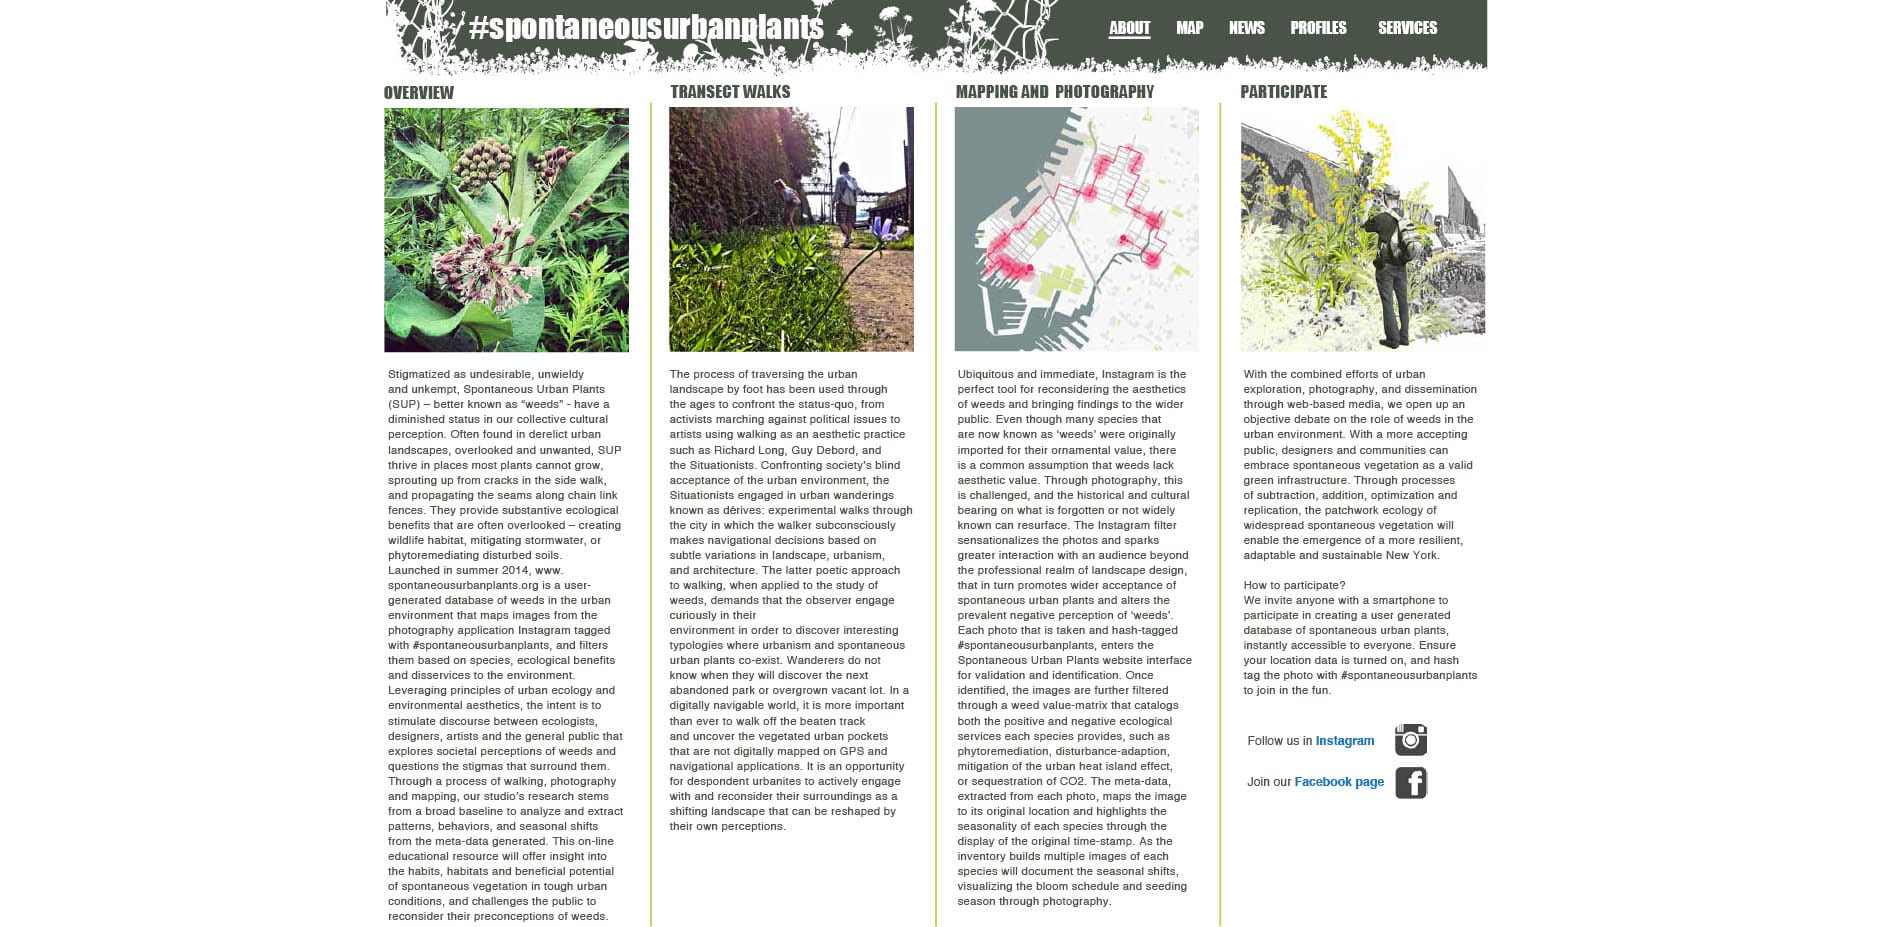 #spontaneousurbanplants
ABOUT MAP NEWS PROFILES SERVICES
OVERVIEW
Stigmatized as undesirable, unwieldy
and unkempt, Spontaneous Urban Plants
(SUP) – better known as “weeds” - have a
diminished status in our collective cultural
perception. Often found in derelict urban
landscapes, overlooked and unwanted, SUP
thrive in places most plants cannot grow,
sprouting up from cracks in the side walk,
and propagating the seams along chain link
fences. They provide substantive ecological
benefits that are often overlooked – creating
wildlife habitat, mitigating stormwater, or
phytoremediating disturbed soils.
Launched in summer 2014, www.
spontaneousurbanplants.org is a user-
generated database of weeds in the urban
environment that maps images from the
photography application Instagram tagged
with #spontaneousurbanplants, and filters
them based on species, ecological benefits
and disservices to the environment.
Leveraging principles of urban ecology and
environmental aesthetics, the intent is to
stimulate discourse between ecologists,
designers, artists and the general public that
explores societal perceptions of weeds and
questions the stigmas that surround them.
Through a process of walking, photography
and mapping, our studio’s research stems
from a broad baseline to analyze and extract
patterns, behaviors, and seasonal shifts
from the meta-data generated. This on-line
educational resource will offer insight into
the habits, habitats and beneficial potential
of spontaneous vegetation in tough urban
conditions, and challenges the public to
reconsider their preconceptions of weeds.
TRANSECT WALKS
The process of traversing the urban
landscape by foot has been used through
the ages to confront the status-quo, from
activists marching against political issues to
artists using walking as an aesthetic practice
such as Richard Long, Guy Debord, and
the Situationists. Confronting society’s blind
acceptance of the urban environment, the
Situationists engaged in urban wanderings
known as dérives: experimental walks through
the city in which the walker subconsciously
makes navigational decisions based on
subtle variations in landscape, urbanism,
and architecture. The latter poetic approach
to walking, when applied to the study of
weeds, demands that the observer engage
curiously in their
environment in order to discover interesting
typologies where urbanism and spontaneous
urban plants co-exist. Wanderers do not
know when they will discover the next
abandoned park or overgrown vacant lot. In a
digitally navigable world, it is more important
than ever to walk off the beaten track
and uncover the vegetated urban pockets
that are not digitally mapped on GPS and
navigational applications. It is an opportunity
for despondent urbanites to actively engage
with and reconsider their surroundings as a
shifting landscape that can be reshaped by
their own perceptions.
MAPPING AND PHOTOGRAPHY
Ubiquitous and immediate, Instagram is the
perfect tool for reconsidering the aesthetics
of weeds and bringing findings to the wider
public. Even though many species that
are now known as ‘weeds’ were originally
imported for their ornamental value, there
is a common assumption that weeds lack
aesthetic value. Through photography, this
is challenged, and the historical and cultural
bearing on what is forgotten or not widely
known can resurface. The Instagram filter
sensationalizes the photos and sparks
greater interaction with an audience beyond
the professional realm of landscape design,
that in turn promotes wider acceptance of
spontaneous urban plants and alters the
prevalent negative perception of ‘weeds’.
Each photo that is taken and hash-tagged
#spontaneousurbanplants, enters the
Spontaneous Urban Plants website interface
for validation and identification. Once
identified, the images are further filtered
through a weed value-matrix that catalogs
both the positive and negative ecological
services each species provides, such as
phytoremediation, disturbance-adaption,
mitigation of the urban heat island effect,
or sequestration of CO2. The meta-data,
extracted from each photo, maps the image
to its original location and highlights the
seasonality of each species through the
display of the original time-stamp. As the
inventory builds multiple images of each
species will document the seasonal shifts,
visualizing the bloom schedule and seeding
season through photography.
PARTICIPATE
With the combined efforts of urban
exploration, photography, and dissemination
through web-based media, we open up an
objective debate on the role of weeds in the
urban environment. With a more accepting
public, designers and communities can
embrace spontaneous vegetation as a valid
green infrastructure. Through processes
of subtraction, addition, optimization and
replication, the patchwork ecology of
widespread spontaneous vegetation will
enable the emergence of a more resilient,
adaptable and sustainable New York.
How to participate?
We invite anyone with a smartphone to
participate in creating a user generated
database of spontaneous urban plants,
instantly accessible to everyone. Ensure
your location data is turned on, and hash
tag the photo with #spontaneousurbanplants
to join in the fun.
Follow us in Instagram
Join our Facebook page